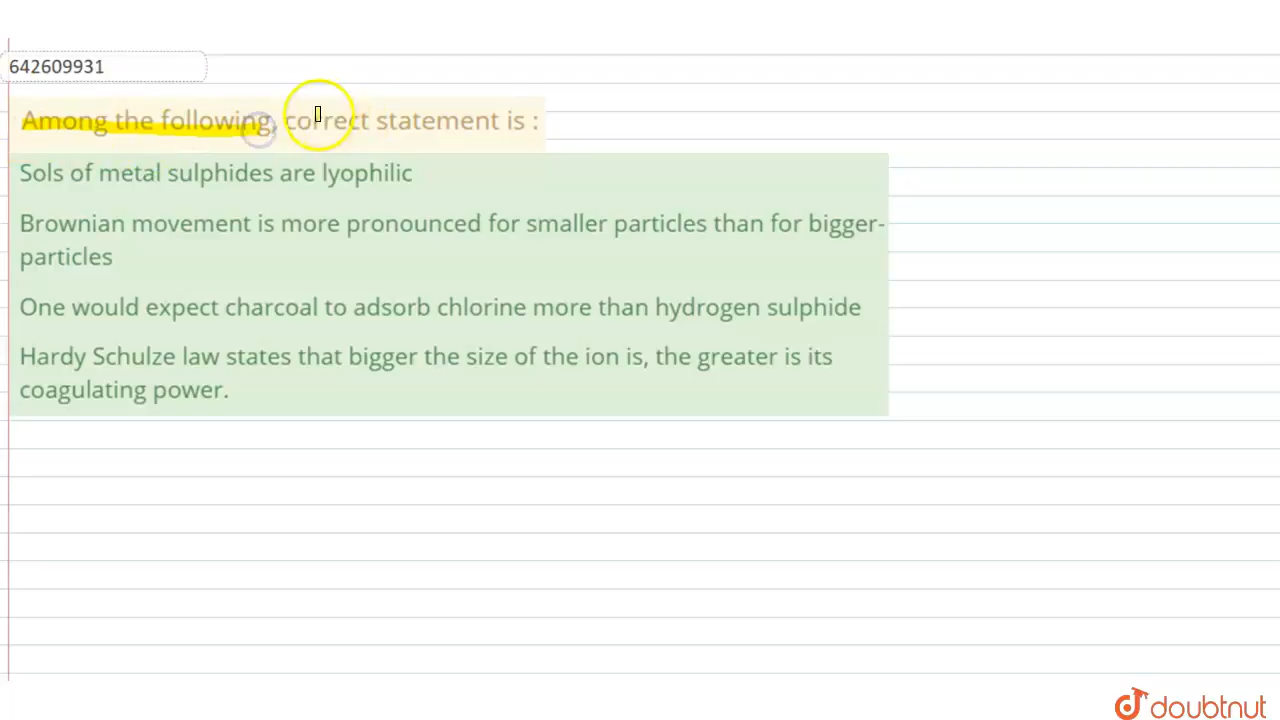 642609931
Among the following, correct statement is :
Sols of metal sulphides are lyophilic
Brownian movement is more pronounced for smaller particles than for bigger-
particles
One would expect charcoal to adsorb chlorine more than hydrogen sulphide
Hardy Schulze law states that bigger the size of the ion is, the greater is its
coagulating power.
doubtnut